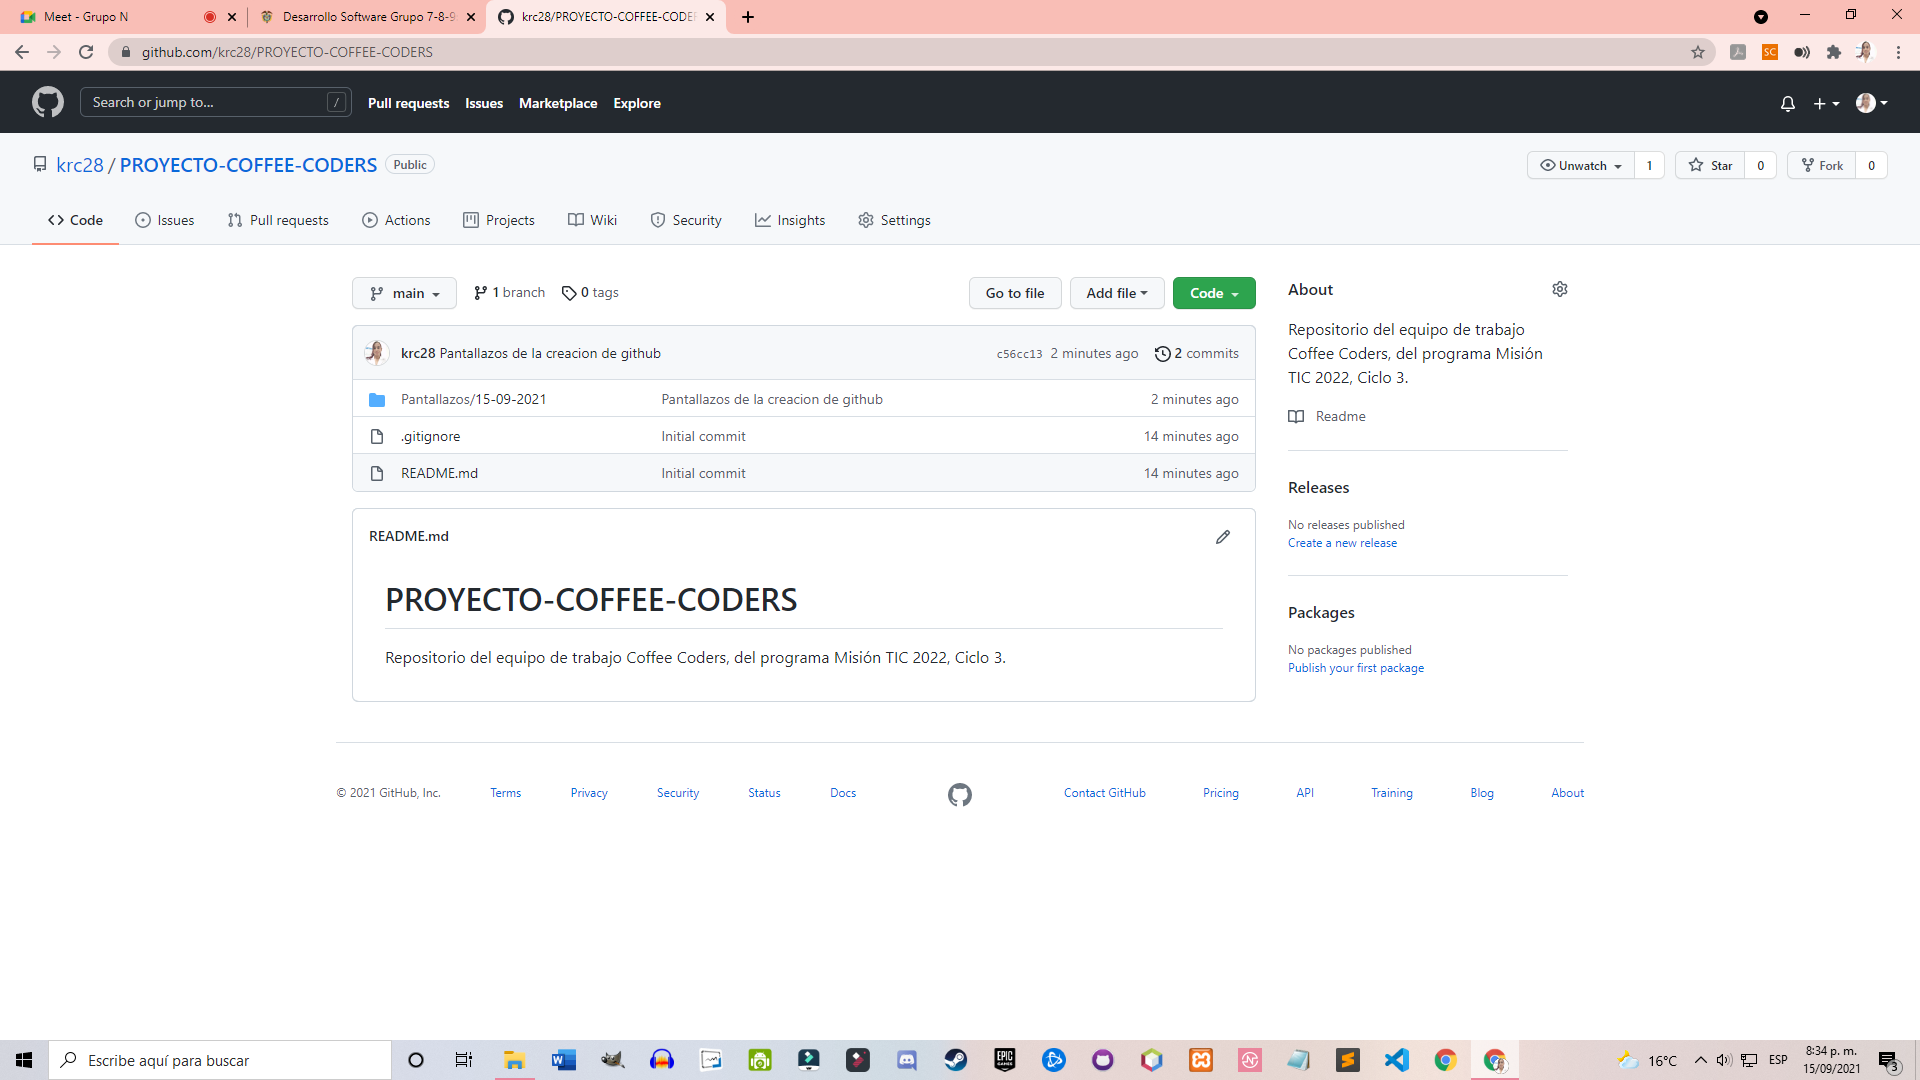 Meet - Grupo N
Desarrollo Software Grupo 7-8-9
krc28/PROYECTO-COFFEE-CODER
github.com/krc28/PROYECTO-COFFEE-CODERS
SC
Search or jump to...
/
Pull requests
Issues
Marketplace
Explore
krc28 / PROYECTO-COFFEE-CODERS
Public
Unwatch
1
Star
0
Fork
0
Code
Issues
Pull requests
Actions
Projects
Wiki
Security
Insights
Settings
main
1 branch
0 tags
Go to file
Add file
Code
krc28 Pantallazos de la creacion de github
c56cc13 2 minutes ago
2 commits
Pantallazos/15-09-2021
Pantallazos de la creacion de github
2 minutes ago
.gitignore
Initial commit
14 minutes ago
README.md
Initial commit
14 minutes ago
README.md
PROYECTO-COFFEE-CODERS
Repositorio del equipo de trabajo Coffee Coders, del programa Misión TIC 2022, Ciclo 3.
About
Repositorio del equipo de trabajo
Coffee Coders, del programa Misión
TIC 2022, Ciclo 3.
Readme
Releases
No releases published
Create a new release
Packages
No packages published
Publish your first package
© 2021 GitHub, Inc.
Terms
Privacy
Security
Status
Docs
Contact GitHub
Pricing
API
Training
Blog
About
Escribe aquí para buscar
EPIC
GAMES
16°C
ESP
8:34 p. m.
15/09/2021
3